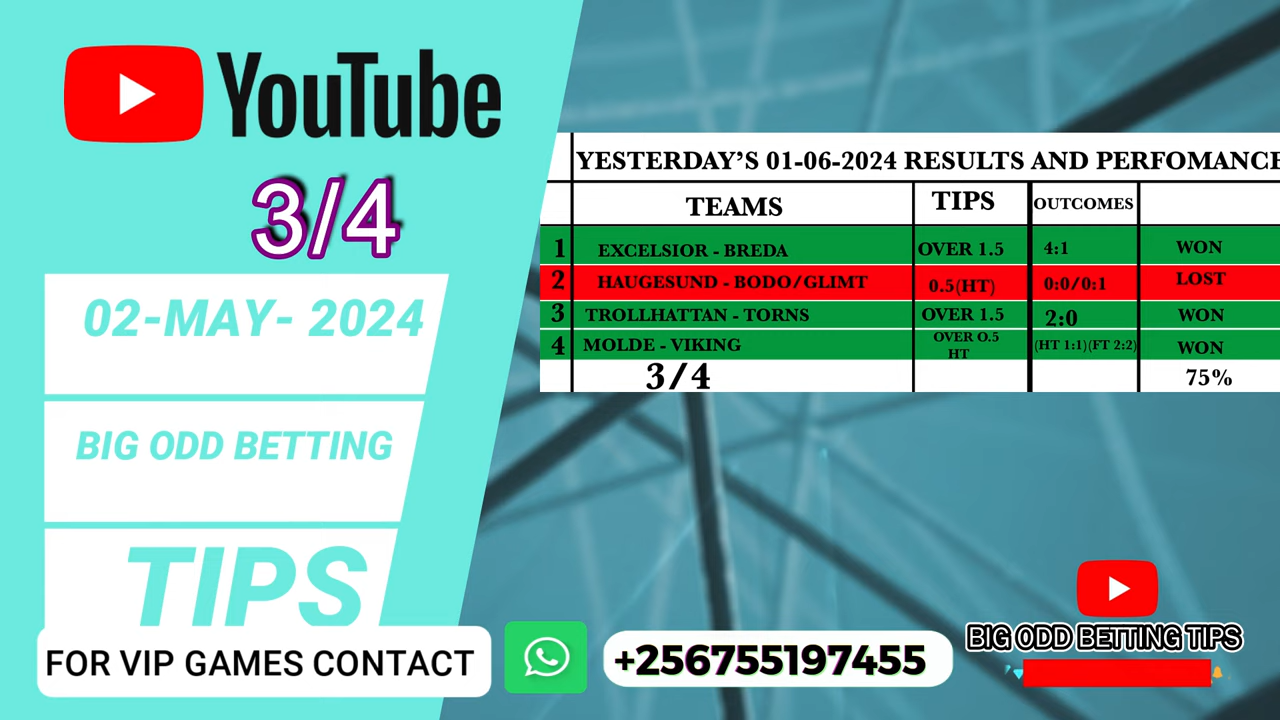 YouTube
3/4
02-MAY- 2024
BIG ODD BETTING
TIPS
FOR VIP GAMES CONTACT
+256755197455
YESTERDAY'S 01-06-2024 RESULTS AND PERFOMANCE
TEAMS TIPS OUTCOMES
1 EXCELSIOR - BREDA OVER 1.5 4:1 WON
2 HAUGESUND - BODO/GLIMT 0.5(HT) 0:0/0:1 LOST
3 TROLLHATTAN - TORNS OVER 1.5 2:0 WON
4 MOLDE - VIKING OVER O.5 HT (HT 1:1)(FT 2:2) WON
3/4 75%
BIG ODD BETTING TIPS